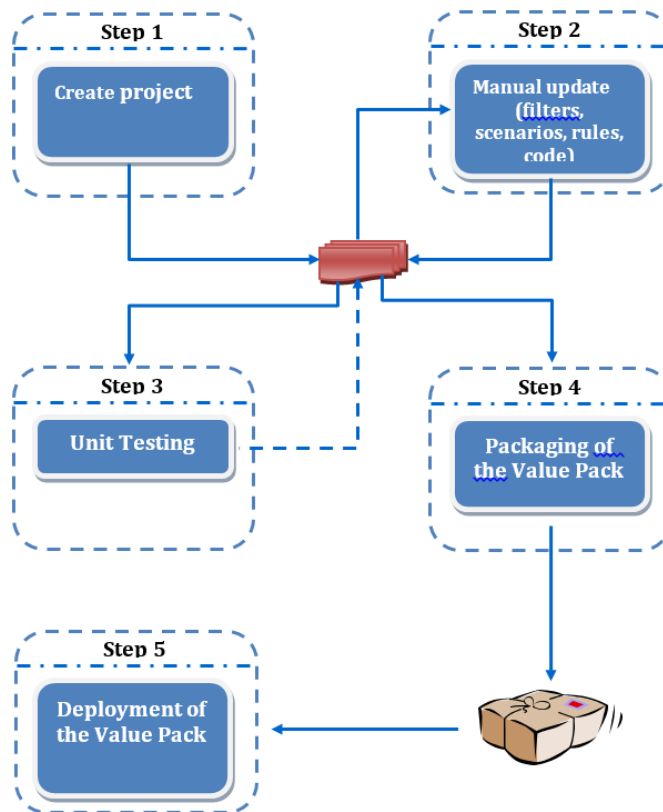 Step 1
Create project
Step 2
Manual update
(filters,
scenarios, rules,
code)
Step 3
Unit Testing
Step 4
Packaging of
the Value Pack
Step 5
Deployment of
the Value Pack